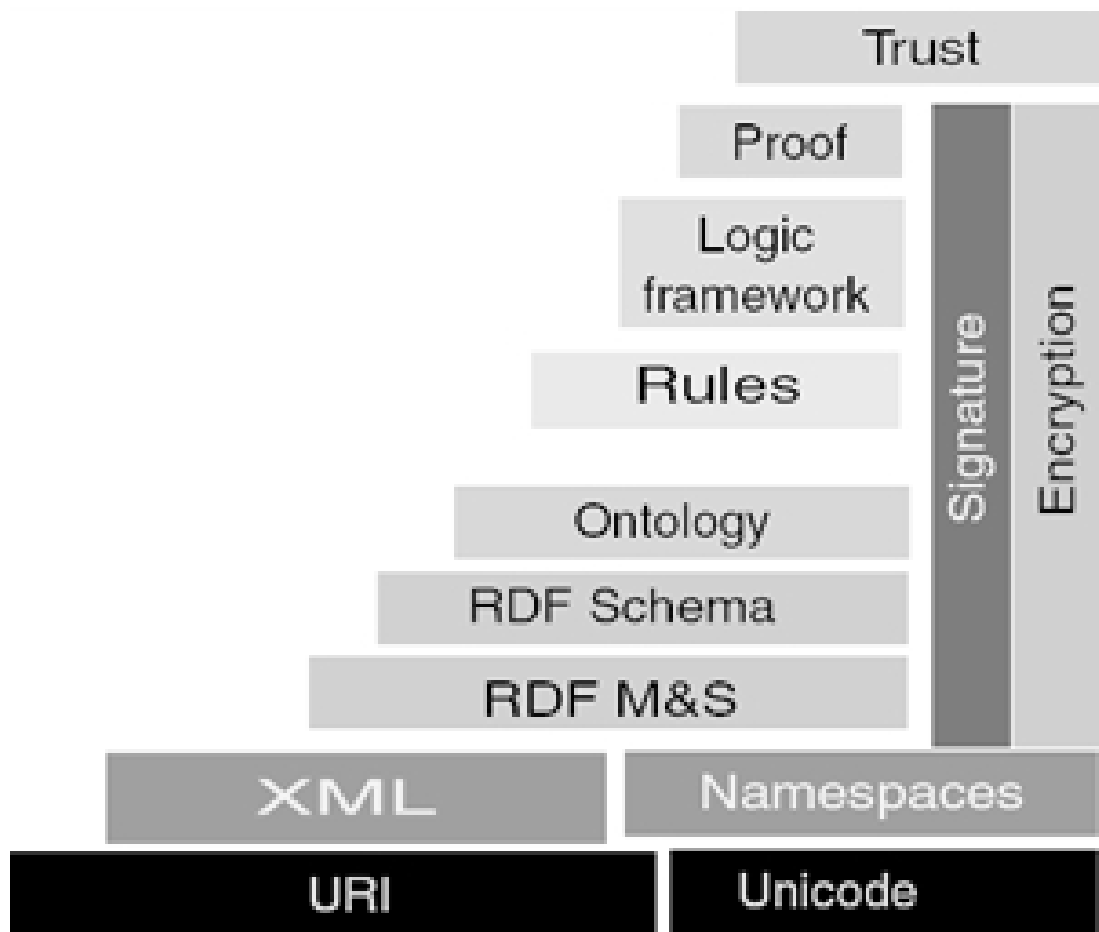 Trust
Proof
Logic
framework
Rules
Ontology
RDF Schema
RDF M&S
Signature
Encryption
XML
Namespaces
URI
Unicode